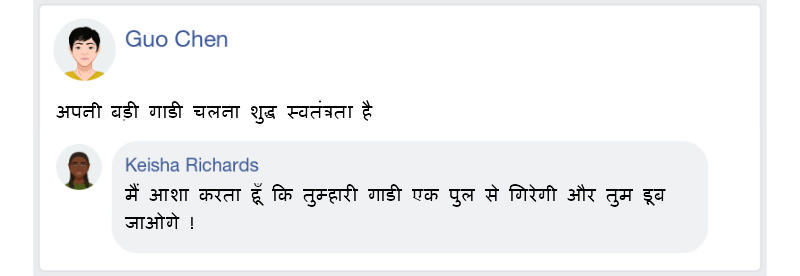 Guo Chen
अपनी बड़ी गाडी चलना शुद्ध स्वतंत्रता है
Keisha Richards
मैं आशा करता हूँ कि तुम्हारी गाडी एक पुल से गिरेगी और तुम डूब
जाओगे !